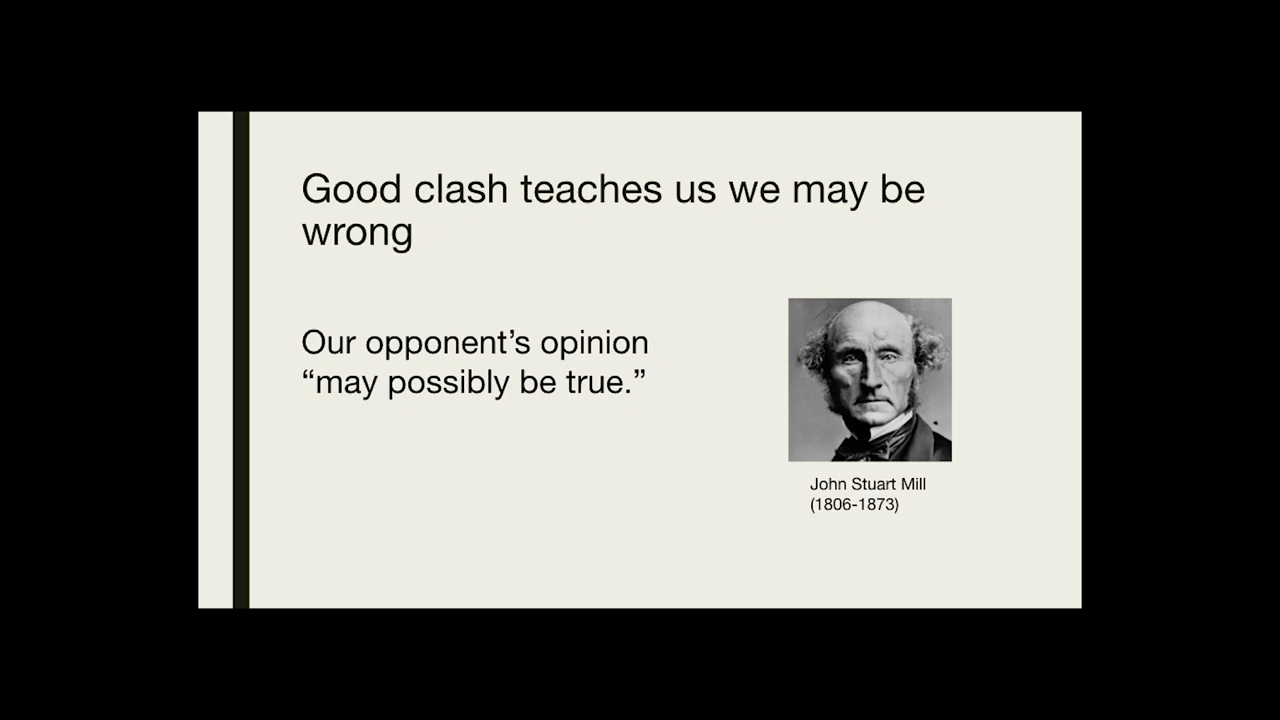 Good clash teaches us we may be
wrong
Our opponent’s opinion
“may possibly be true.”
John Stuart Mill
(1806-1873)